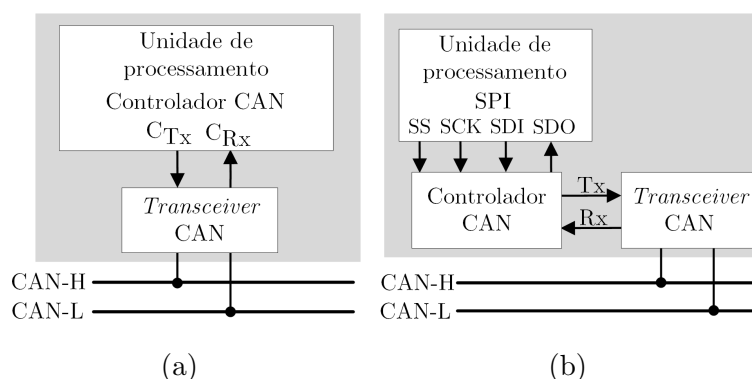 Unidade de
processamento
Controlador CAN
CTx CRx
Transceiver
CAN
CAN-H
CAN-L
(a)
Unidade de
processamento
SPI
SS SCK SDI SDO
Controlador
CAN
Tx
Rx
Transceiver
CAN
CAN-H
CAN-L
(b)